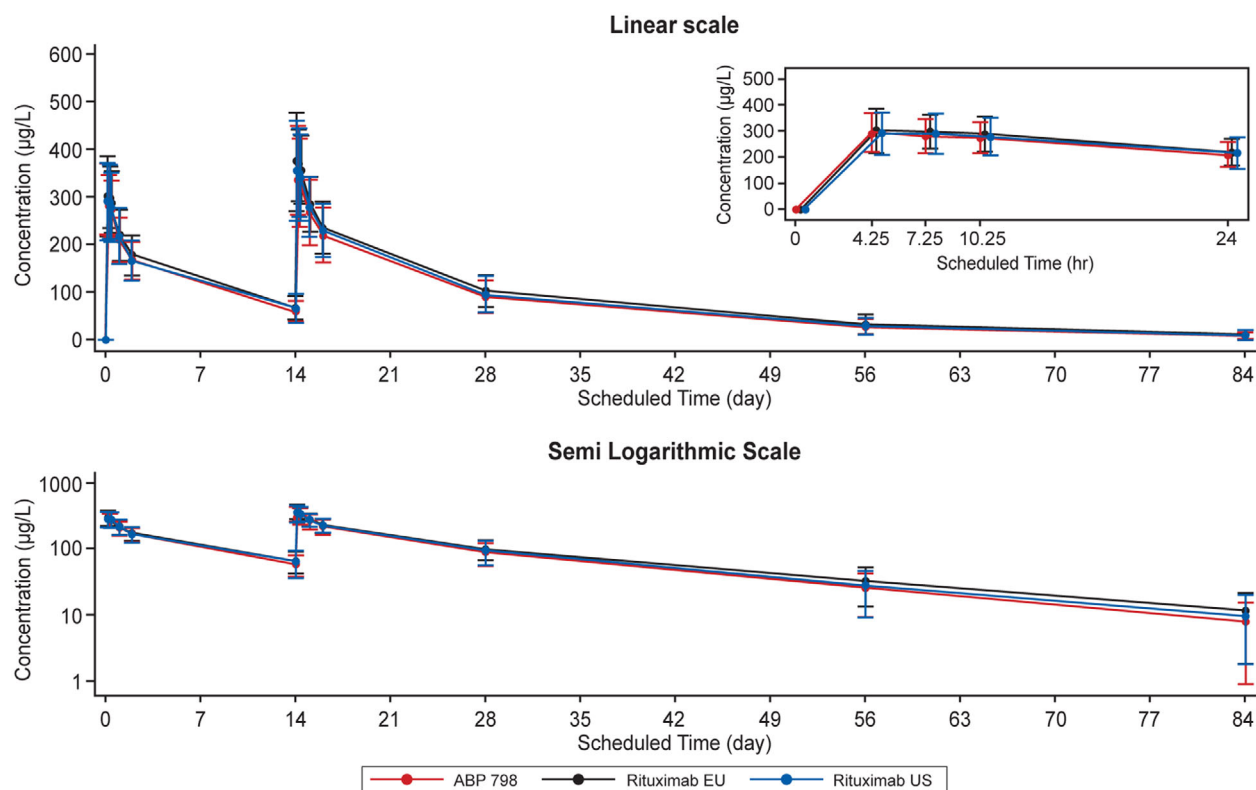 Linear scale
Concentration (µg/L)
600
500
400
300
200
100
0
0 7 14 21 28 35 42 49 56 63 70 77 84
Scheduled Time (day)
Concentration (µg/L)
500
400
300
200
100
0
0 4.25 7.25 10.25 24
Scheduled Time (hr)
Semi Logarithmic Scale
Concentration (µg/L)
1000
100
10
1
0 7 14 21 28 35 42 49 56 63 70 77 84
Scheduled Time (day)
ABP 798 Rituximab EU Rituximab US